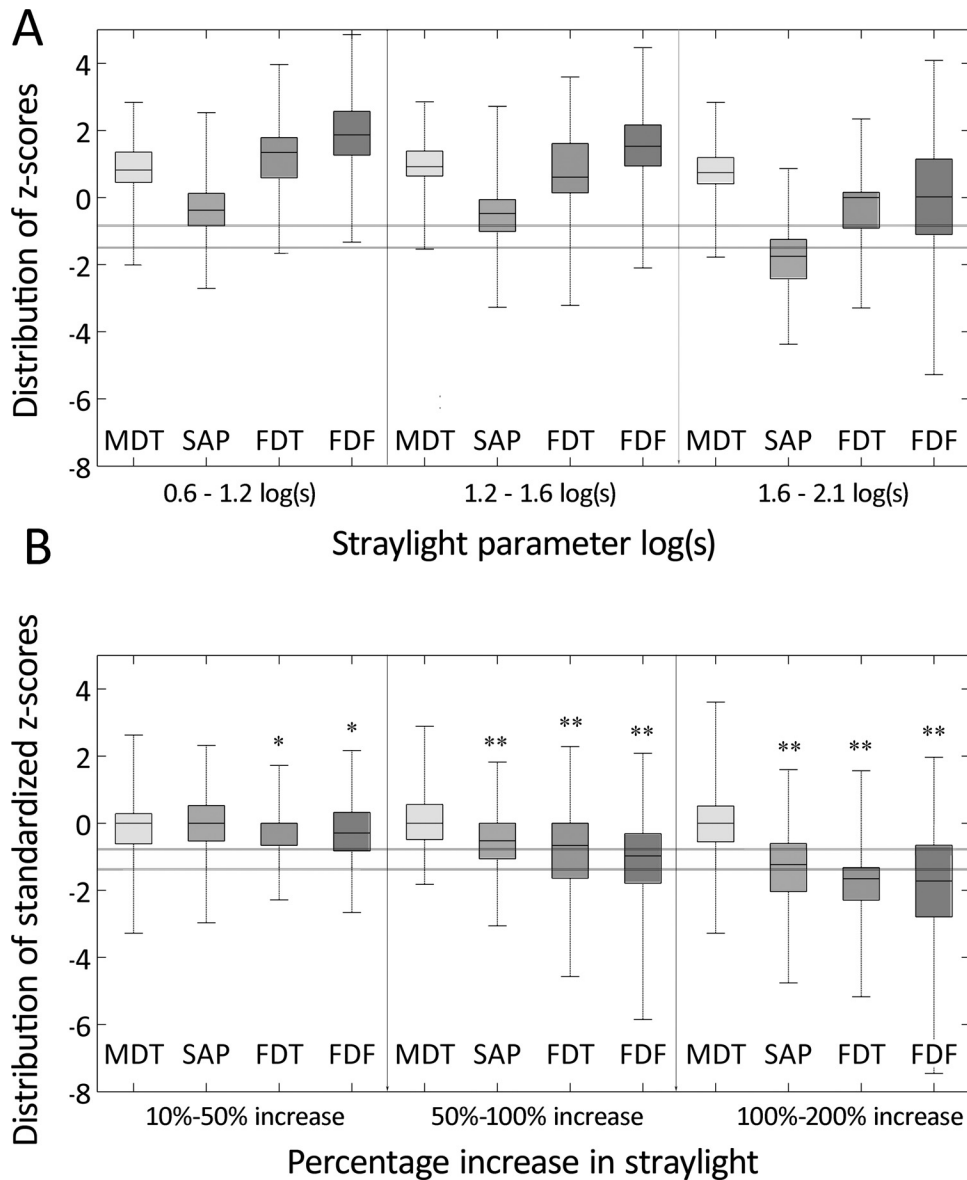 A
Distribution of z-scores
4
2
0
-2
-4
-6
-8
MDT SAP FDT FDF MDT SAP FDT FDF MDT SAP FDT FDF
0.6 - 1.2 log(s) 1.2 - 1.6 log(s) 1.6 - 2.1 log(s)
Straylight parameter log(s)
B
Distribution of standardized z-scores
4
2
0
-2
-4
-6
-8
* * ** ** ** ** ** **
MDT SAP FDT FDF MDT SAP FDT FDF MDT SAP FDT FDF
10%-50% increase 50%-100% increase 100%-200% increase
Percentage increase in straylight